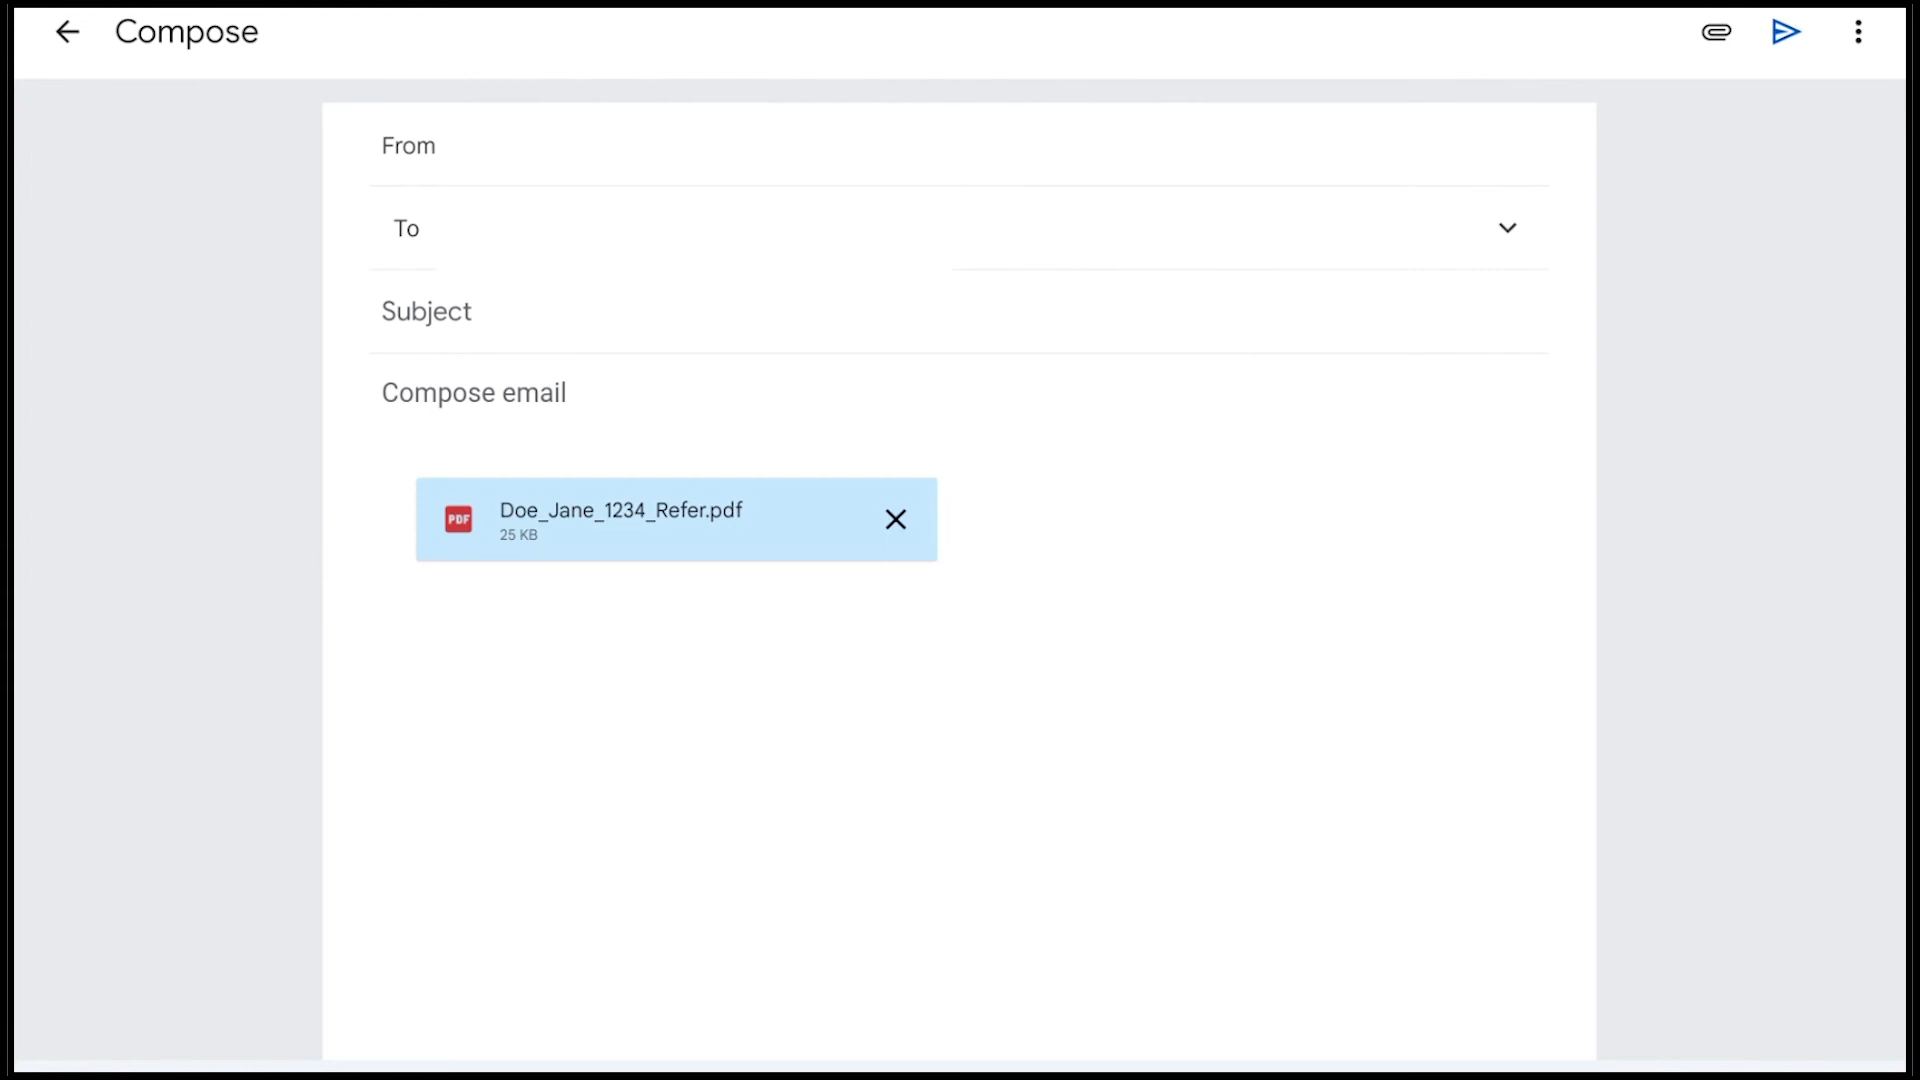 Compose
From
To
Subject
Compose email
PDF
Doe_Jane_1234_Refer.pdf
25 KB